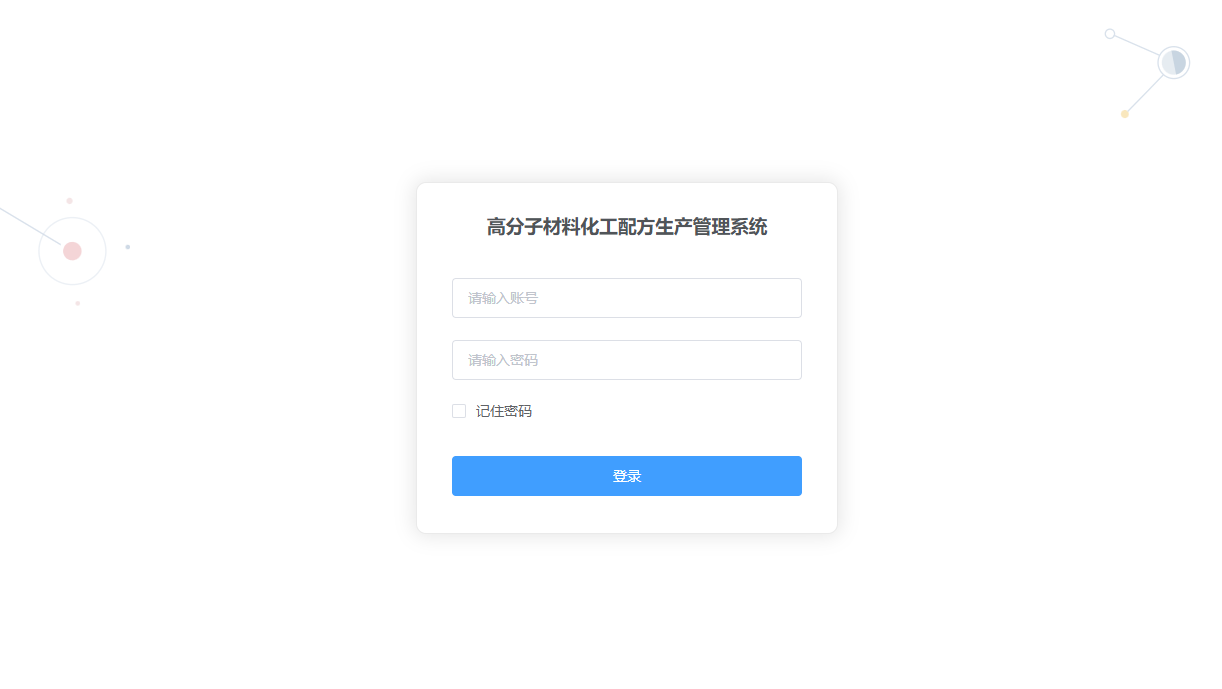 高分子材料化工配方生产管理系统
请输入账号
请输入密码
记住密码
登录